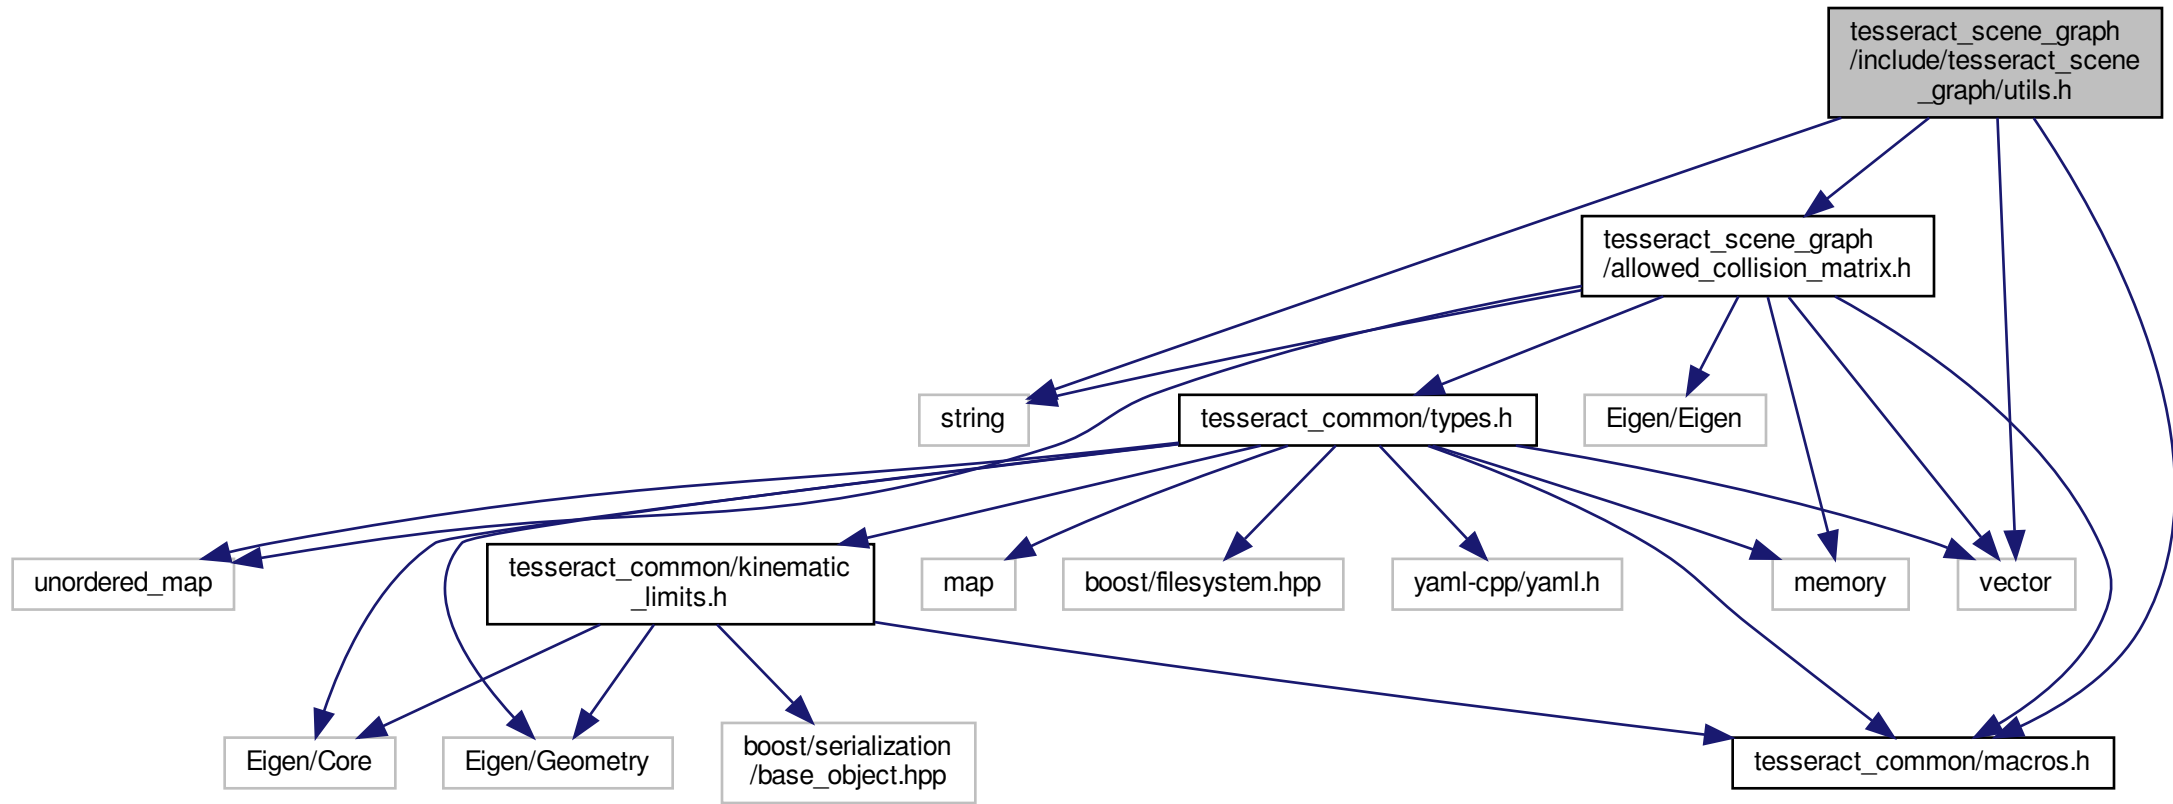 tesseract_scene_graph
/include/tesseract_scene
_graph/utils.h
tesseract_scene_graph
/allowed_collision_matrix.h
string
tesseract_common/types.h
Eigen/Eigen
unordered_map
tesseract_common/kinematic
_limits.h
map
boost/filesystem.hpp
yaml-cpp/yaml.h
memory
vector
Eigen/Core
Eigen/Geometry
boost/serialization
/base_object.hpp
tesseract_common/macros.h